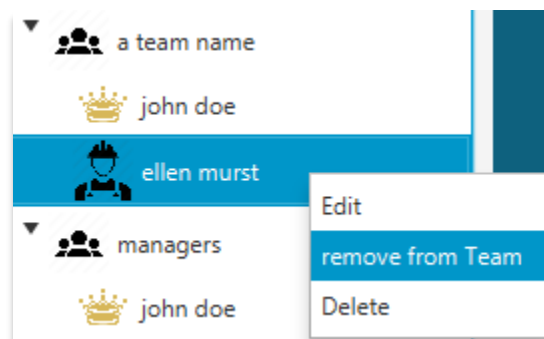 a team name
john doe
ellen murst
Edit
managers
remove from Team
john doe
Delete